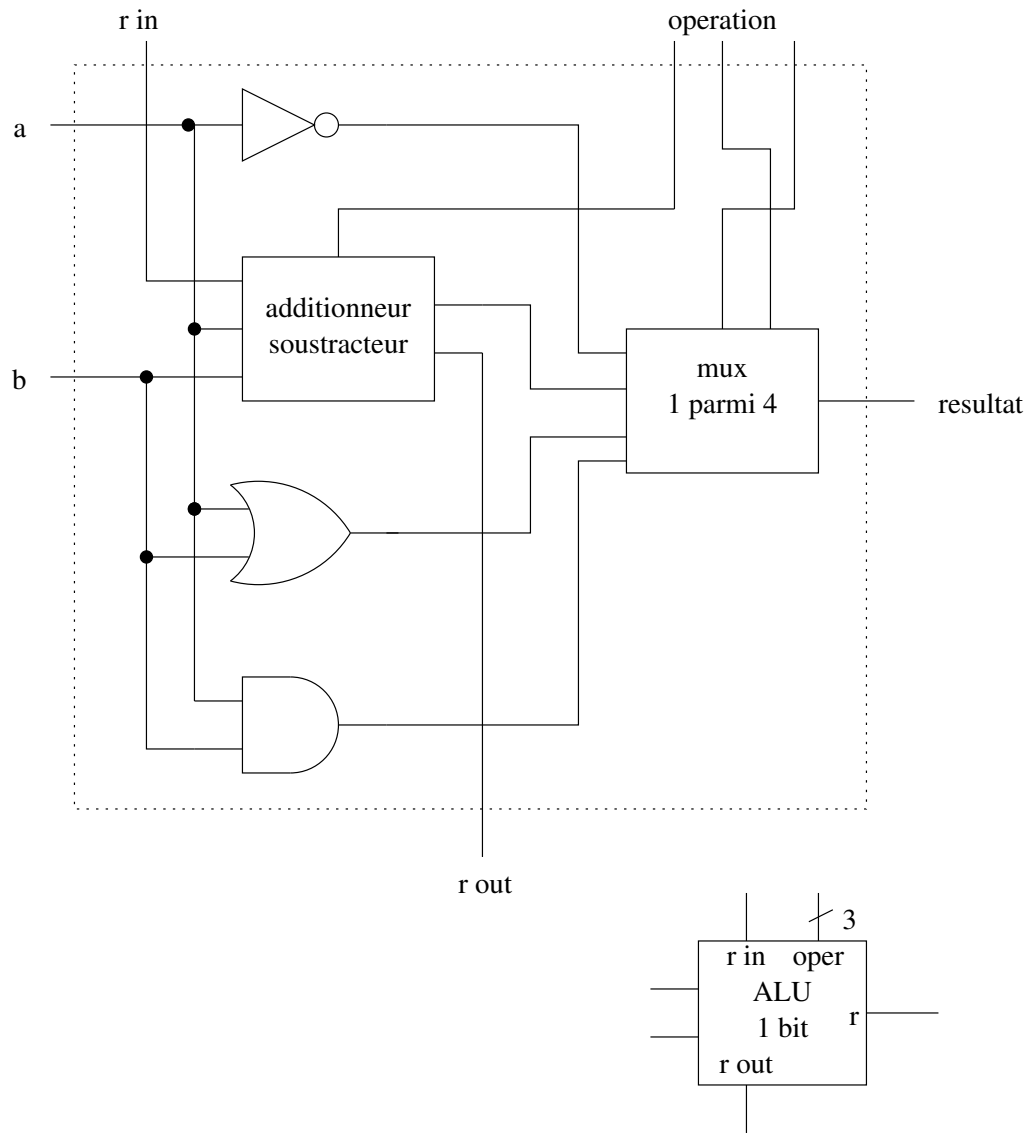 r in
operation
a
additionneur
soustracteur
b
mux
1 parmi 4
resultat
r out
3
r in
oper
ALU
1 bit
r
r out